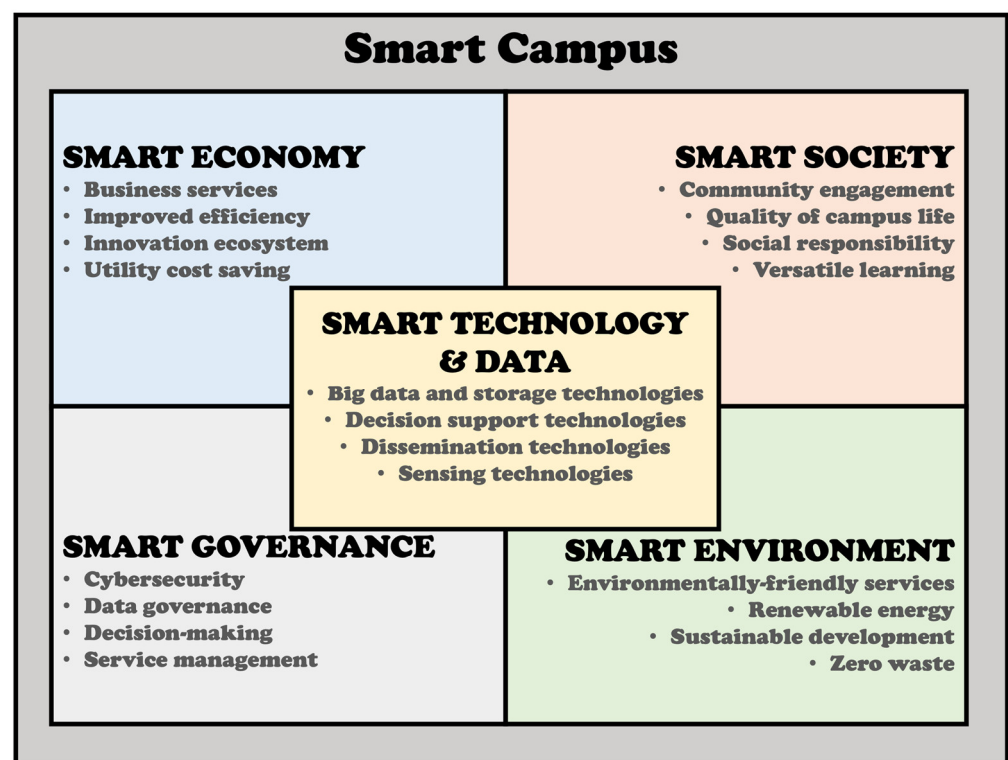 Smart Campus
SMART ECONOMY
• Business services
• Improved efficiency
• Innovation ecosystem
• Utility cost saving
SMART SOCIETY
• Community engagement
• Quality of campus life
• Social responsibility
• Versatile learning
SMART TECHNOLOGY
& DATA
• Big data and storage technologies
• Decision support technologies
• Dissemination technologies
• Sensing technologies
SMART GOVERNANCE
• Cybersecurity
• Data governance
• Decision-making
• Service management
SMART ENVIRONMENT
• Environmentally-friendly services
• Renewable energy
• Sustainable development
• Zero waste